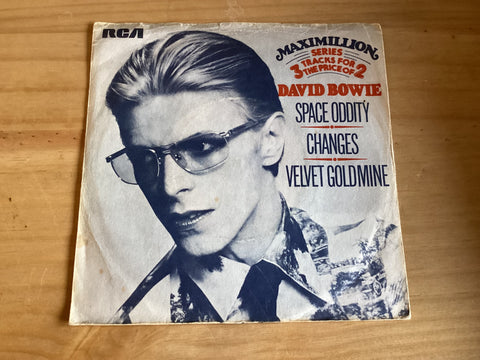 RCA
MAXIMILLION
SERIES
3 TRACKS FOR
THE PRICE OF 2
DAVID BOWIE
SPACE ODDITY
CHANGES
VELVET GOLDMINE